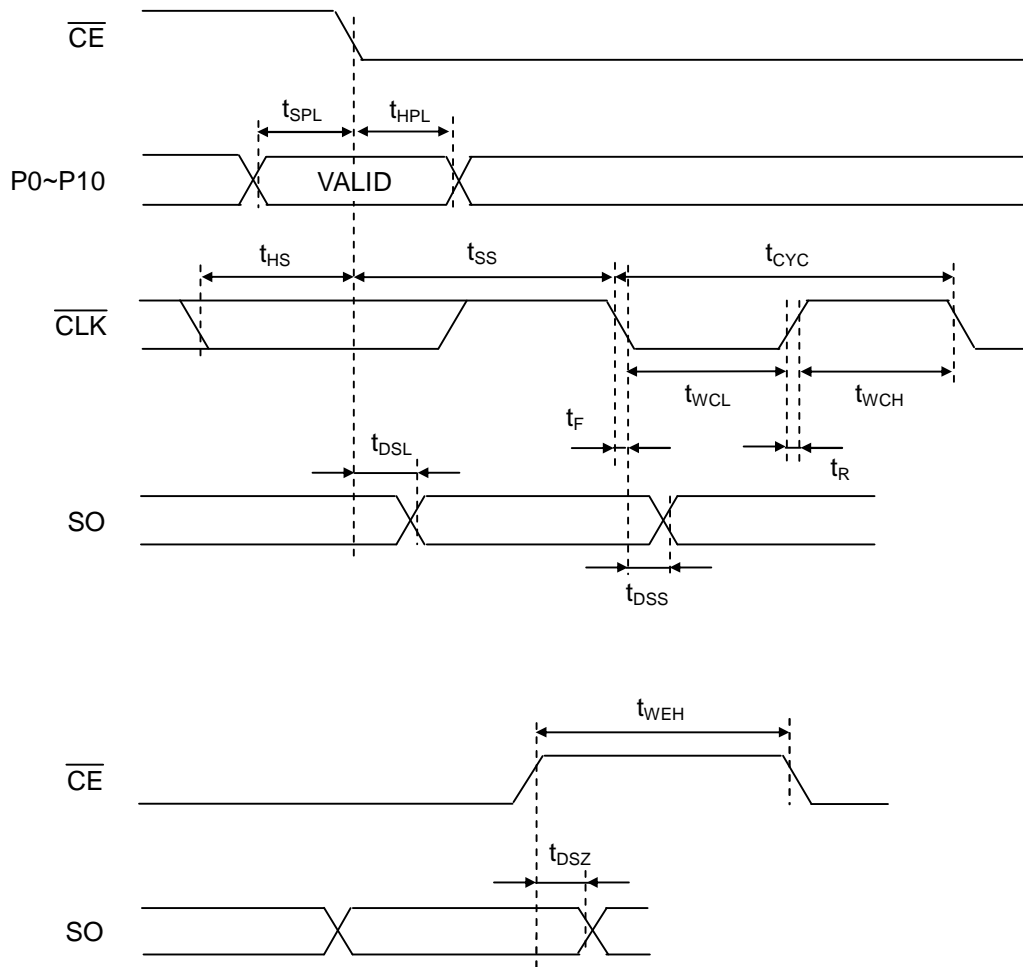 CE
tSPL
tHPL
P0~P10
VALID
tHS
tSS
tCYC
CLK
tWCL
tWCH
tF
tDSL
tR
SO
tDSS
tWEH
CE
tDSZ
SO